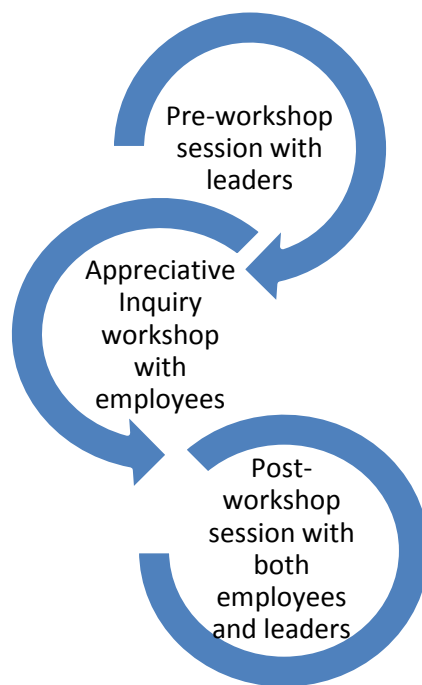 Pre-workshop
session with
leaders
Appreciative
Inquiry
workshop
with
employees
Post-
workshop
session with
both
employees
and leaders